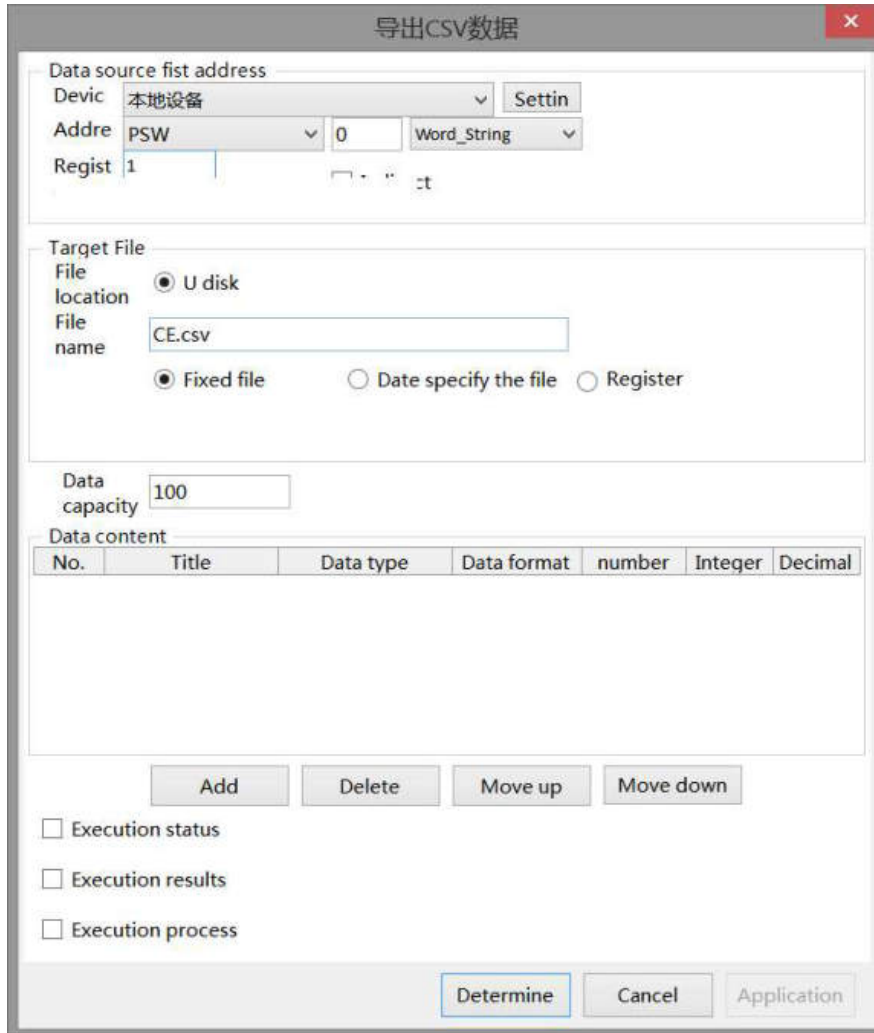 导出CSV数据
Data source fist address
Devic 本地设备 Settin
Addre PSW 0 Word_String
Regist 1
Target File
File location U disk
File name CE.csv
Fixed file Date specify the file Register
Data capacity 100
Data content
No. Title Data type Data format number Integer Decimal
Add Delete Move up Move down
Execution status
Execution results
Execution process
Determine Cancel Application